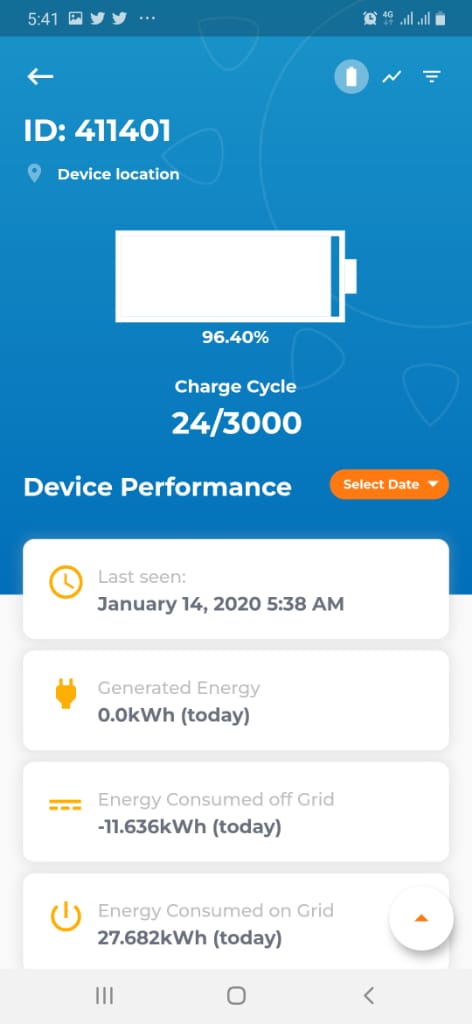 5:41
4G
ID: 411401
Device location
96.40%
Charge Cycle
24/3000
Device Performance
Select Date
Last seen:
January 14, 2020 5:38 AM
Generated Energy
0.0kWh (today)
Energy Consumed off Grid
-11.636kWh (today)
Energy Consumed on Grid
27.682kWh (today)